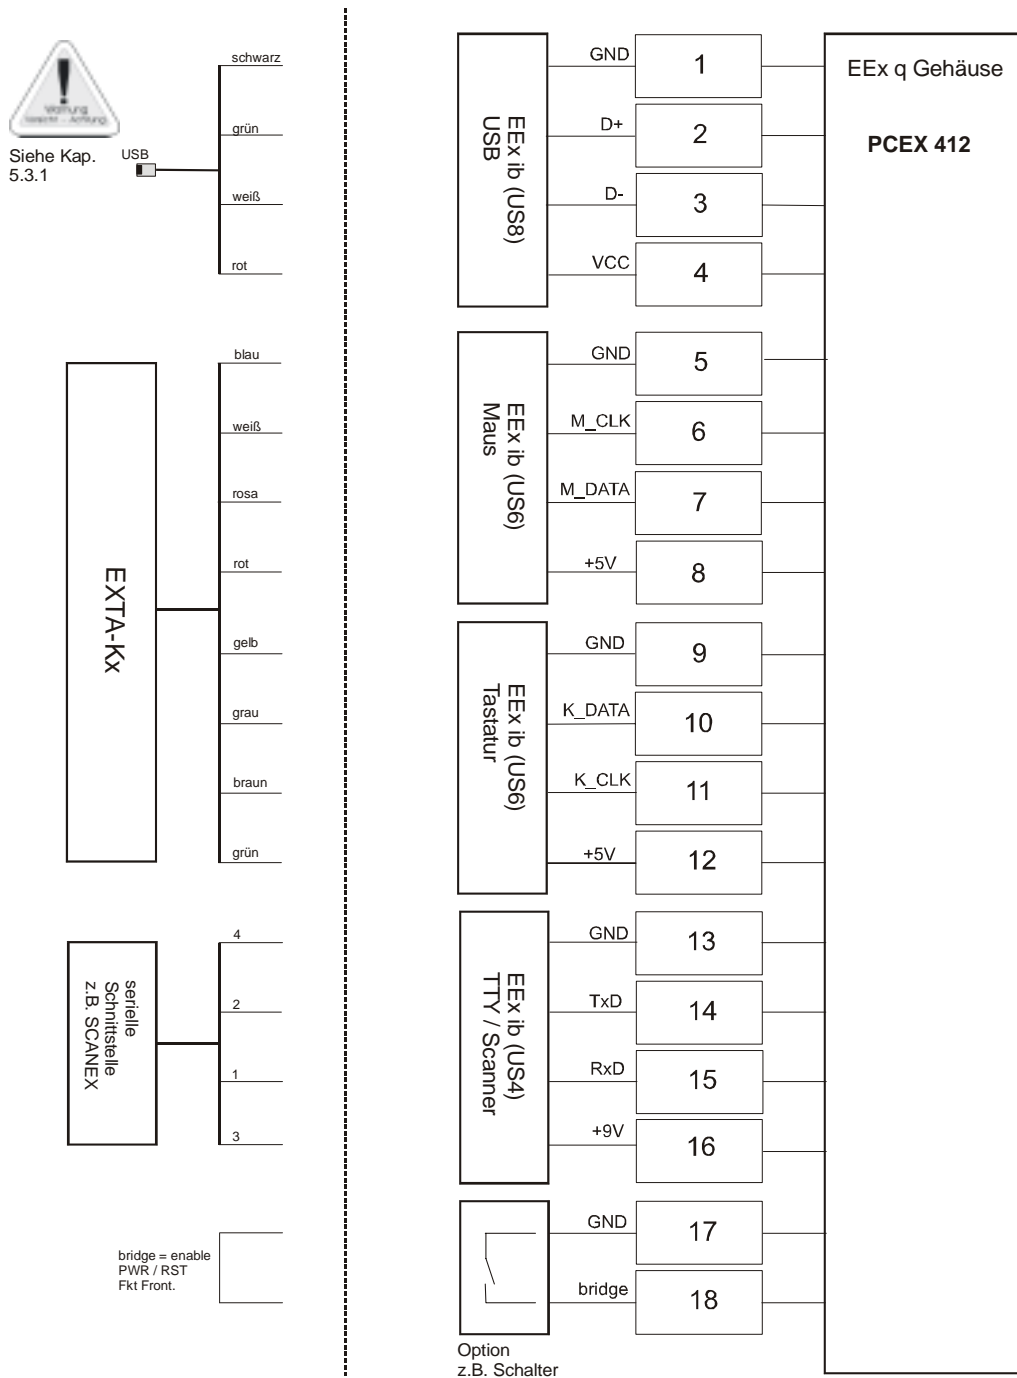 Warnung
Siehe Kap.
5.3.1
USB
schwarz
grün
weiß
rot
EXTA-Kx
blau
weiß
rosa
rot
gelb
grau
braun
grün
serielle
Schnittstelle
z.B. SCANEX
4
2
1
3
bridge = enable
PWR / RST
Fkt Front.
EEx ib (US8)
USB
GND 1
D+ 2
D- 3
VCC 4
EEx ib (US6)
Maus
GND 5
M_CLK 6
M_DATA 7
+5V 8
EEx ib (US6)
Tastatur
GND 9
K_DATA 10
K_CLK 11
+5V 12
EEx ib (US4)
TTY / Scanner
GND 13
TxD 14
RxD 15
+9V 16
GND 17
bridge 18
Option
z.B. Schalter
EEx q Gehäuse
PCEX 412